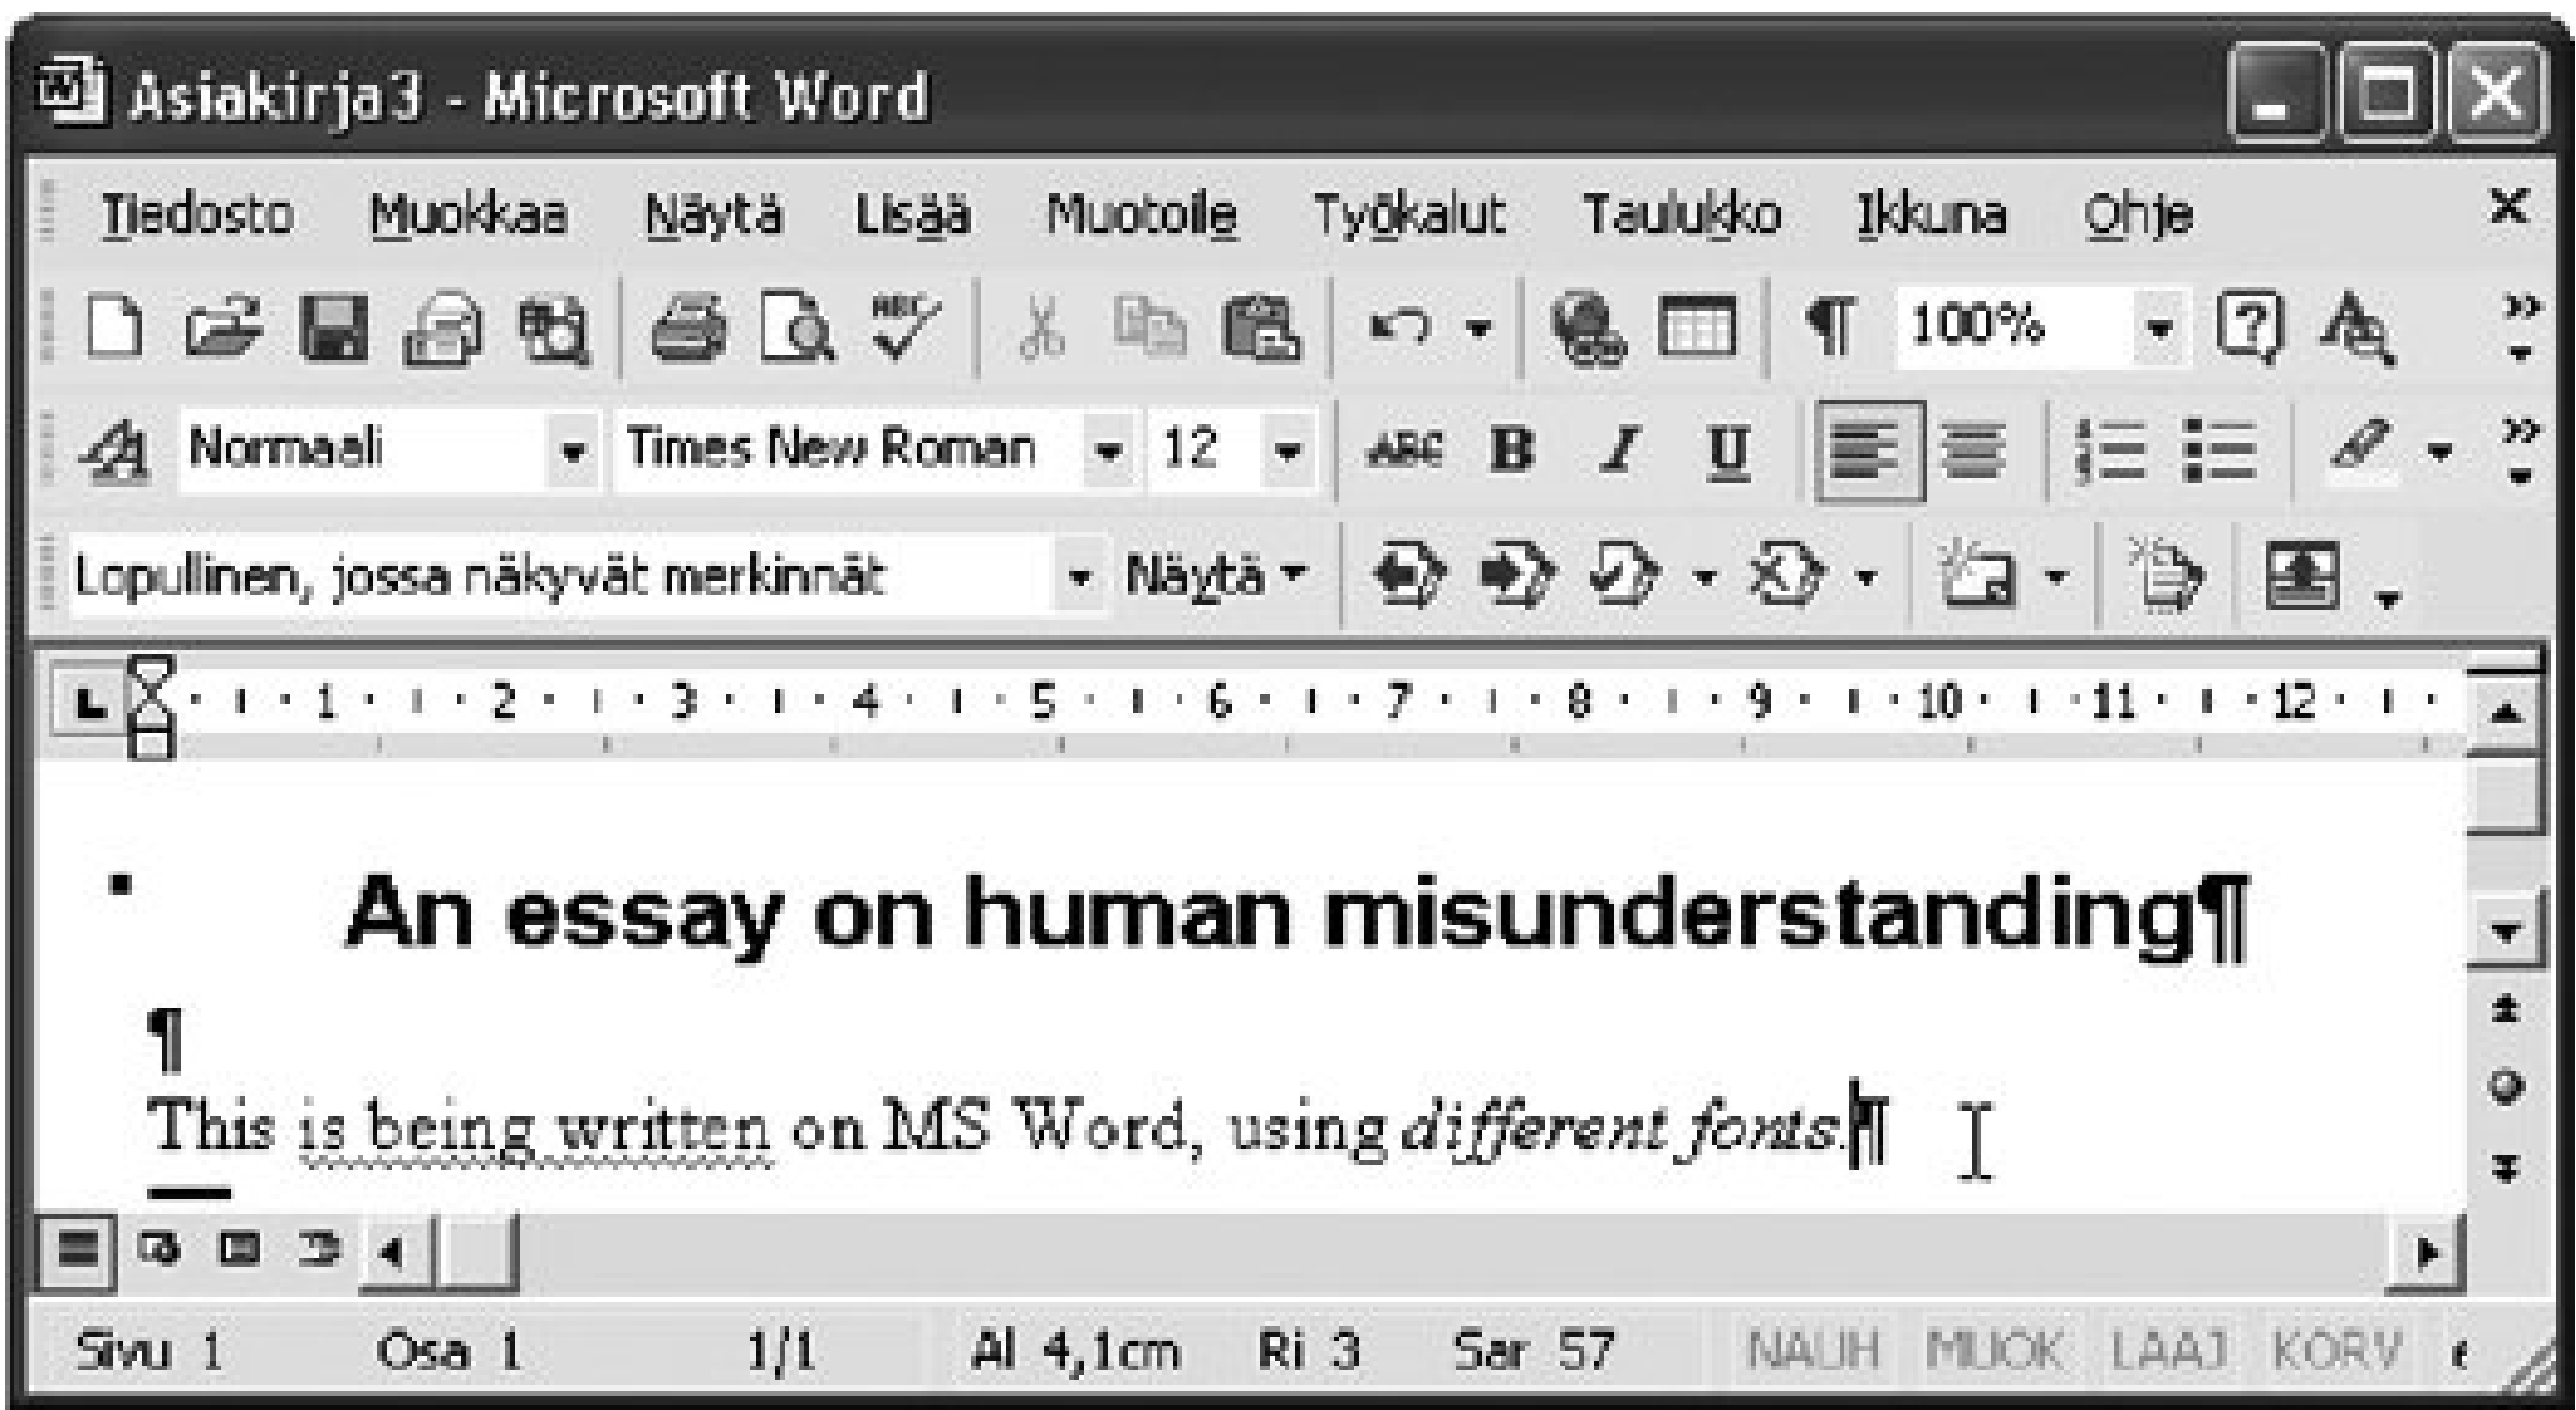 Asiakirja3 - Microsoft Word
Tiedosto Muokkaa Näytä Lisää Muotoile Työkalut Taulukko Ikkuna Ohje
ABC ¶ 100%
Normaali Times New Roman 12 ABC B I U
Lopullinen, jossa näkyvät merkinnät Näytä
1 2 3 4 5 6 7 8 9 10 11 12
An essay on human misunderstanding¶
¶
This is being written on MS Word, using different fonts.¶
Sivu 1 Osa 1 1/1 Al 4,1cm Ri 3 Sar 57 NAUH MUOK LAAJ KORV